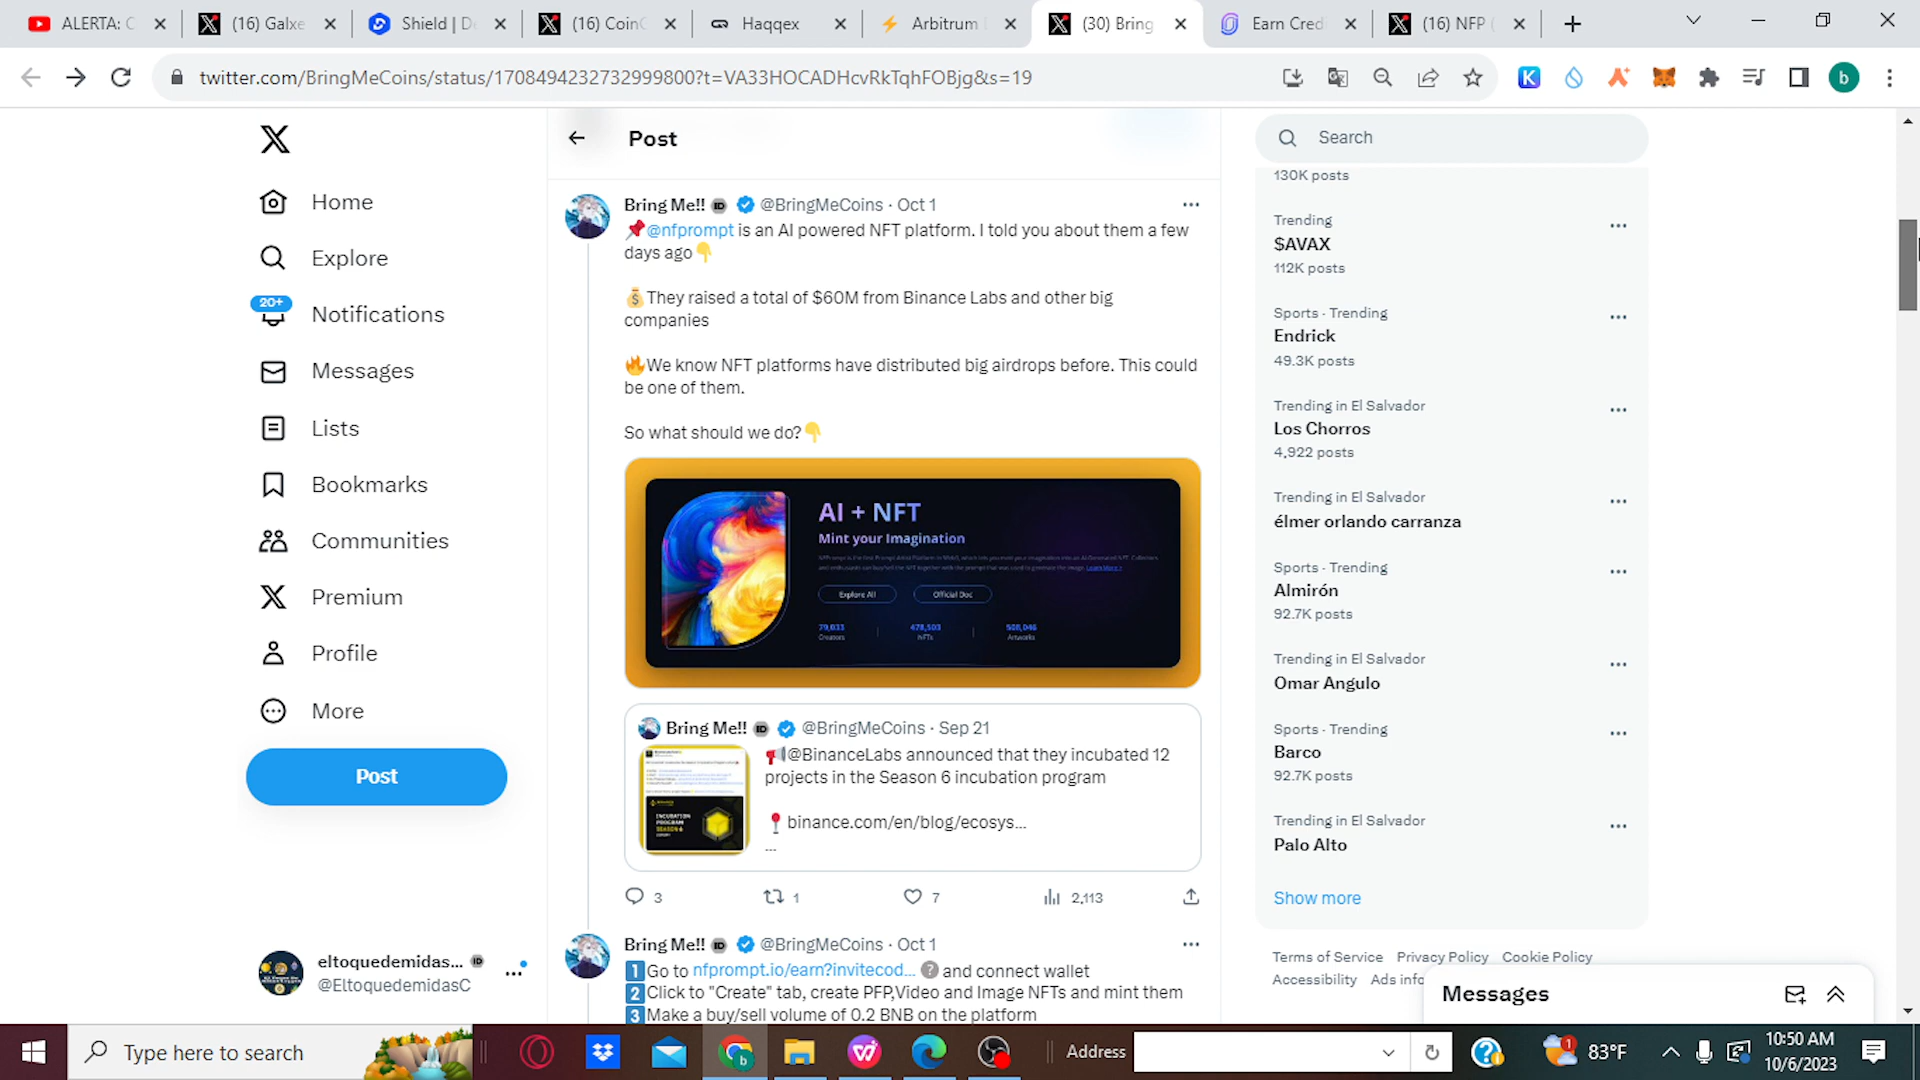 ALERTA: C
(16) Galxe
Shield | De
(16) CoinG
Haqqex
Arbitrum
(30) Bring
Earn Cred
(16) NFP (
twitter.com/BringMeCoins/status/1708494232732999800?t=VA33HOCADHcvRkTqhFOBjg&s=19
K
b
Home
Explore
20+
Notifications
Messages
Lists
Bookmarks
Communities
Premium
Profile
More
Post
eltoquedemidas...
@EltoquedemidasC
Post
Bring Me!! @BringMeCoins · Oct 1
📌@nfprompt is an AI powered NFT platform. I told you about them a few
days ago👇
💰They raised a total of $60M from Binance Labs and other big
companies
🔥We know NFT platforms have distributed big airdrops before. This could
be one of them.
So what should we do?👇
AI + NFT
Mint your Imagination
Explore All
Official Doc
79,033
478,503
508,046
Creators
NFTs
Artworks
Bring Me!! @BringMeCoins · Sep 21
📢@BinanceLabs announced that they incubated 12
projects in the Season 6 incubation program
📍binance.com/en/blog/ecosys...
...
INCUBATION
PROGRAM
SEASON 6
3
1
7
2,113
Bring Me!! @BringMeCoins · Oct 1
1 Go to nfprompt.io/earn?invitecod... and connect wallet
2 Click to "Create" tab, create PFP,Video and Image NFTs and mint them
3 Make a buy/sell volume of 0.2 BNB on the platform
Search
130K posts
Trending
$AVAX
112K posts
Sports · Trending
Endrick
49.3K posts
Trending in El Salvador
Los Chorros
4,922 posts
Trending in El Salvador
élmer orlando carranza
Sports · Trending
Almirón
92.7K posts
Trending in El Salvador
Omar Angulo
Sports · Trending
Barco
92.7K posts
Trending in El Salvador
Palo Alto
Show more
Terms of Service Privacy Policy Cookie Policy
Accessibility Ads info
Messages
Type here to search
Address
1
83°F
10:50 AM
10/6/2023